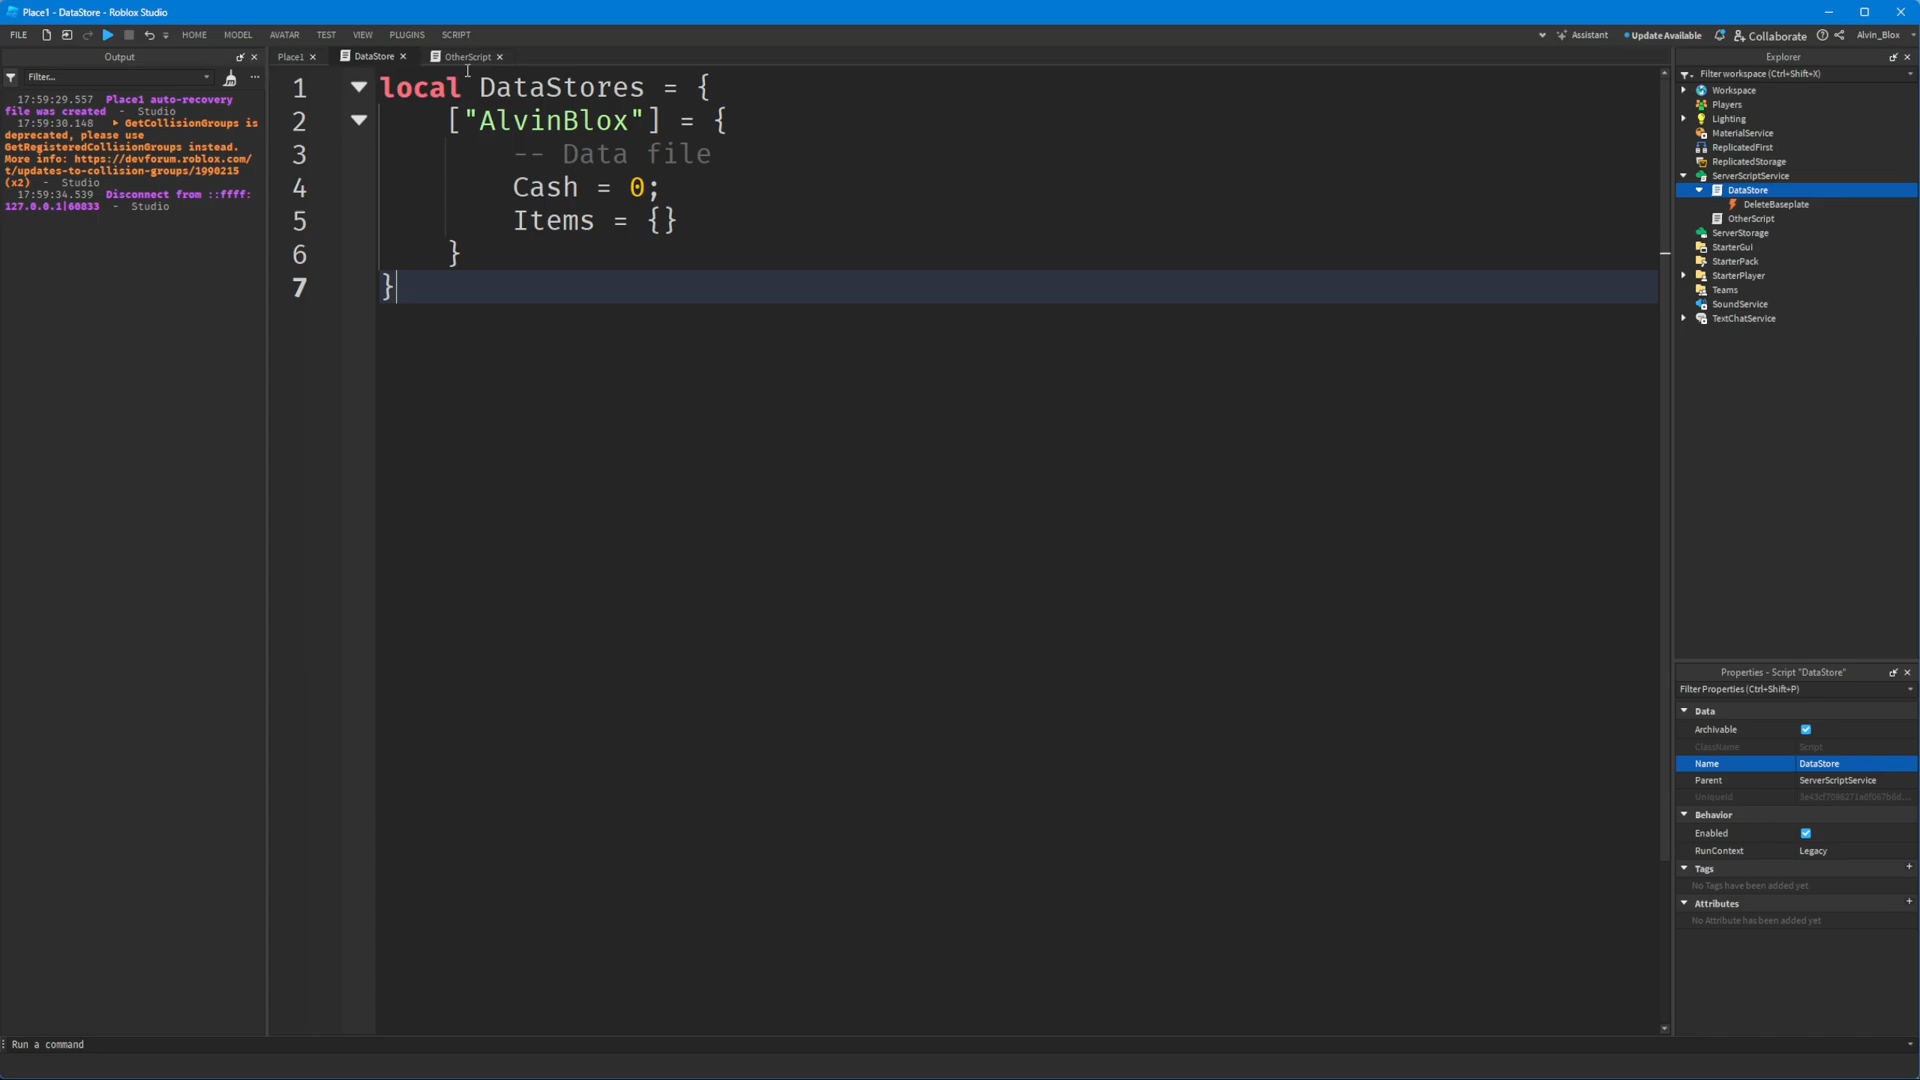 Place1 - DataStore - Roblox Studio
FILE HOME MODEL AVATAR TEST VIEW PLUGINS SCRIPT Assistant Update Available Collaborate Alvin_Blox
Output
Filter...
17:59:29.557 Place1 auto-recovery
file was created - Studio
17:59:30.148 GetCollisionGroups is
deprecated, please use
GetRegisteredCollisionGroups instead.
More info: https://devforum.roblox.com/
t/updates-to-collision-groups/1990215
(x2) - Studio
17:59:34.539 Disconnect from ::ffff:
127.0.0.1|60833 - Studio
Place1 DataStore OtherScript
1 local DataStores = {
2 ["AlvinBlox"] = {
3 -- Data file
4 Cash = 0;
5 Items = {}
6 }
7 }
Explorer
Filter workspace (Ctrl+Shift+X)
Workspace
Players
Lighting
MaterialService
ReplicatedFirst
ReplicatedStorage
ServerScriptService
DataStore
DeleteBaseplate
OtherScript
ServerStorage
StarterGui
StarterPack
StarterPlayer
Teams
SoundService
TextChatService
Properties - Script "DataStore"
Filter Properties (Ctrl+Shift+P)
Data
Archivable
ClassName Script
Name DataStore
Parent ServerScriptService
UniqueId
Behavior
Enabled
RunContext Legacy
Tags
No Tags have been added yet
Attributes
No Attribute has been added yet
Run a command